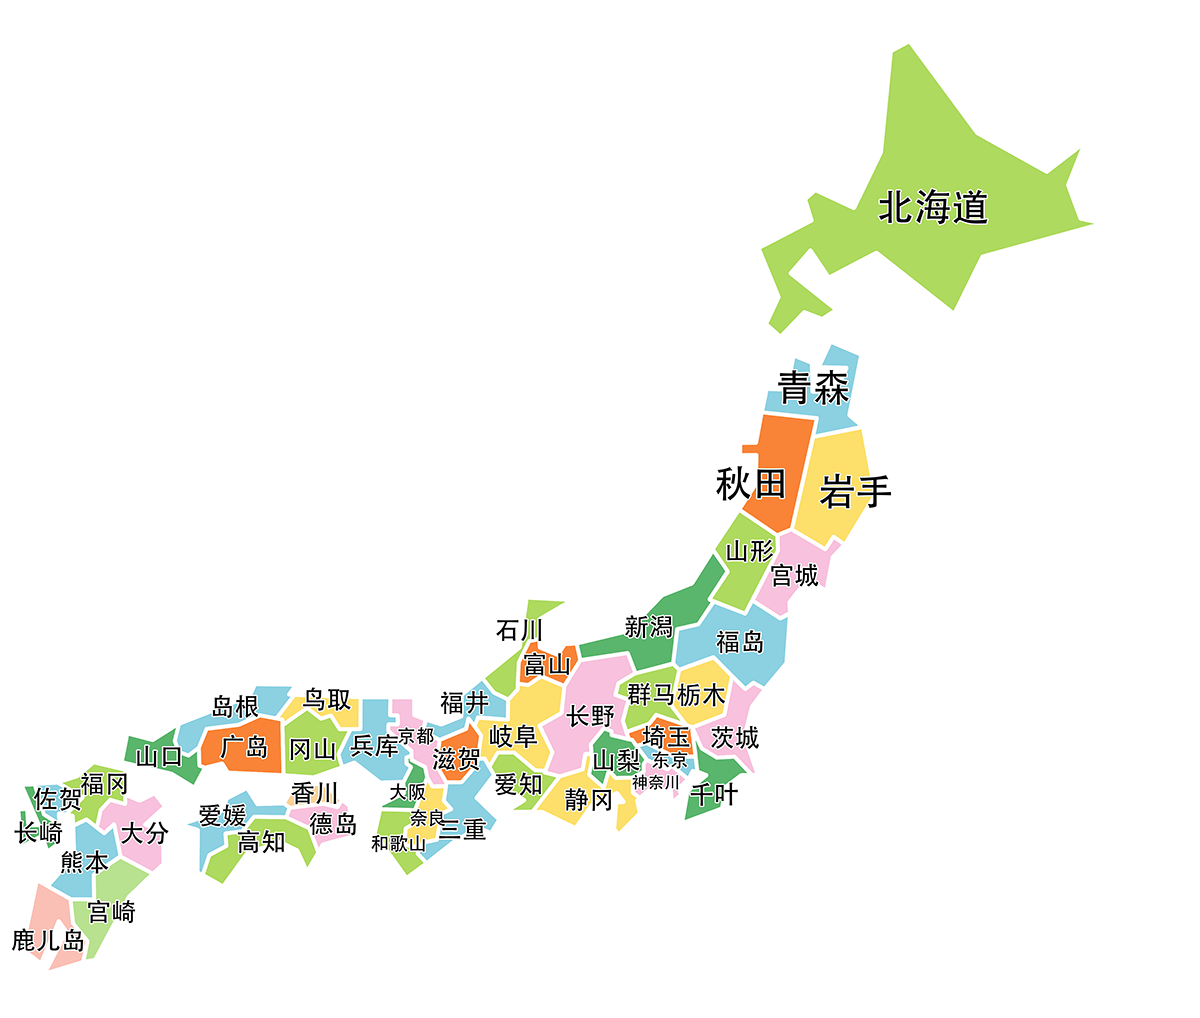 北海道
青森
秋田
岩手
山形
宫城
新潟
石川
福岛
富山
群马
栃木
岛根
鸟取
福井
长野
京都
岐阜
茨城
埼玉
广岛
冈山
兵库
山口
滋贺
山梨
东京
神奈川
福冈
爱知
香川
大阪
静冈
千叶
佐贺
爱媛
奈良
德岛
三重
长崎
大分
高知
和歌山
熊本
宫崎
鹿儿岛